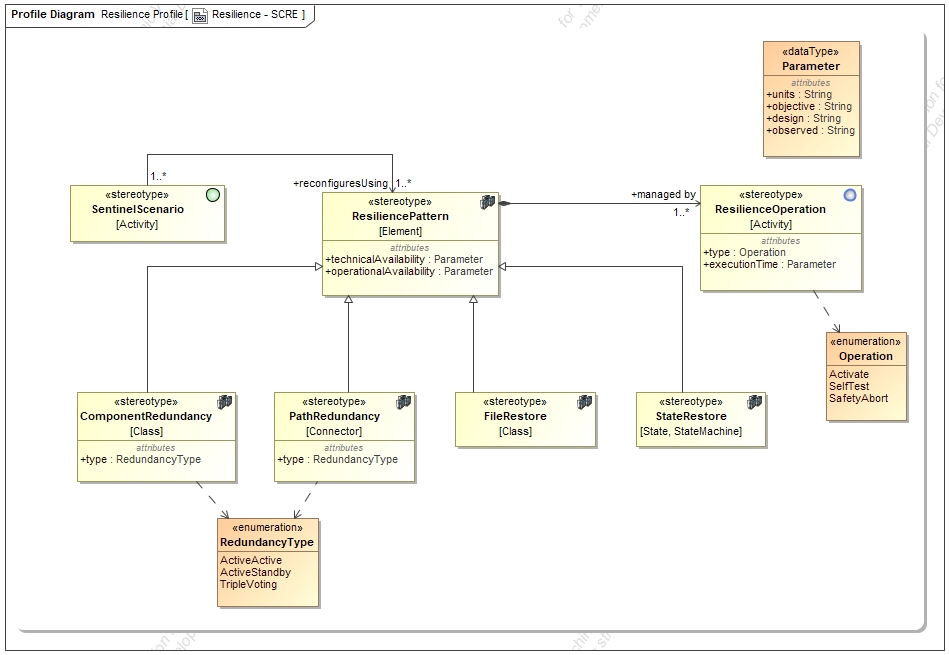 Profile Diagram Resilience Profile [ Resilience - SCRE ]
«dataType»
Parameter
attributes
+units : String
+objective : String
+design : String
+observed : String
1..*
+reconfiguresUsing 1..*
«stereotype»
SentinelScenario
[Activity]
«stereotype»
ResiliencePattern
[Element]
attributes
+technicalAvailability : Parameter
+operationalAvailability : Parameter
+managed by
1..*
«stereotype»
ResilienceOperation
[Activity]
attributes
+type : Operation
+executionTime : Parameter
«enumeration»
Operation
Activate
SelfTest
SafetyAbort
«stereotype»
ComponentRedundancy
[Class]
attributes
+type : RedundancyType
«stereotype»
PathRedundancy
[Connector]
attributes
+type : RedundancyType
«stereotype»
FileRestore
[Class]
«stereotype»
StateRestore
[State, StateMachine]
«enumeration»
RedundancyType
ActiveActive
ActiveStandby
TripleVoting